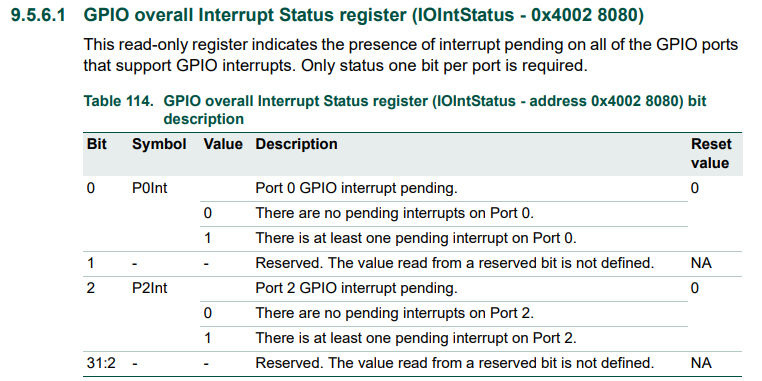 9.5.6.1 GPIO overall Interrupt Status register (IOIntStatus - 0x4002 8080)
This read-only register indicates the presence of interrupt pending on all of the GPIO ports
that support GPIO interrupts. Only status one bit per port is required.
Table 114. GPIO overall Interrupt Status register (IOIntStatus - address 0x4002 8080) bit
description
Bit Symbol Value Description Reset
value
0 P0Int Port 0 GPIO interrupt pending. 0
0 There are no pending interrupts on Port 0.
1 There is at least one pending interrupt on Port 0.
1 - - Reserved. The value read from a reserved bit is not defined. NA
2 P2Int Port 2 GPIO interrupt pending. 0
0 There are no pending interrupts on Port 2.
1 There is at least one pending interrupt on Port 2.
31:2 - - Reserved. The value read from a reserved bit is not defined. NA